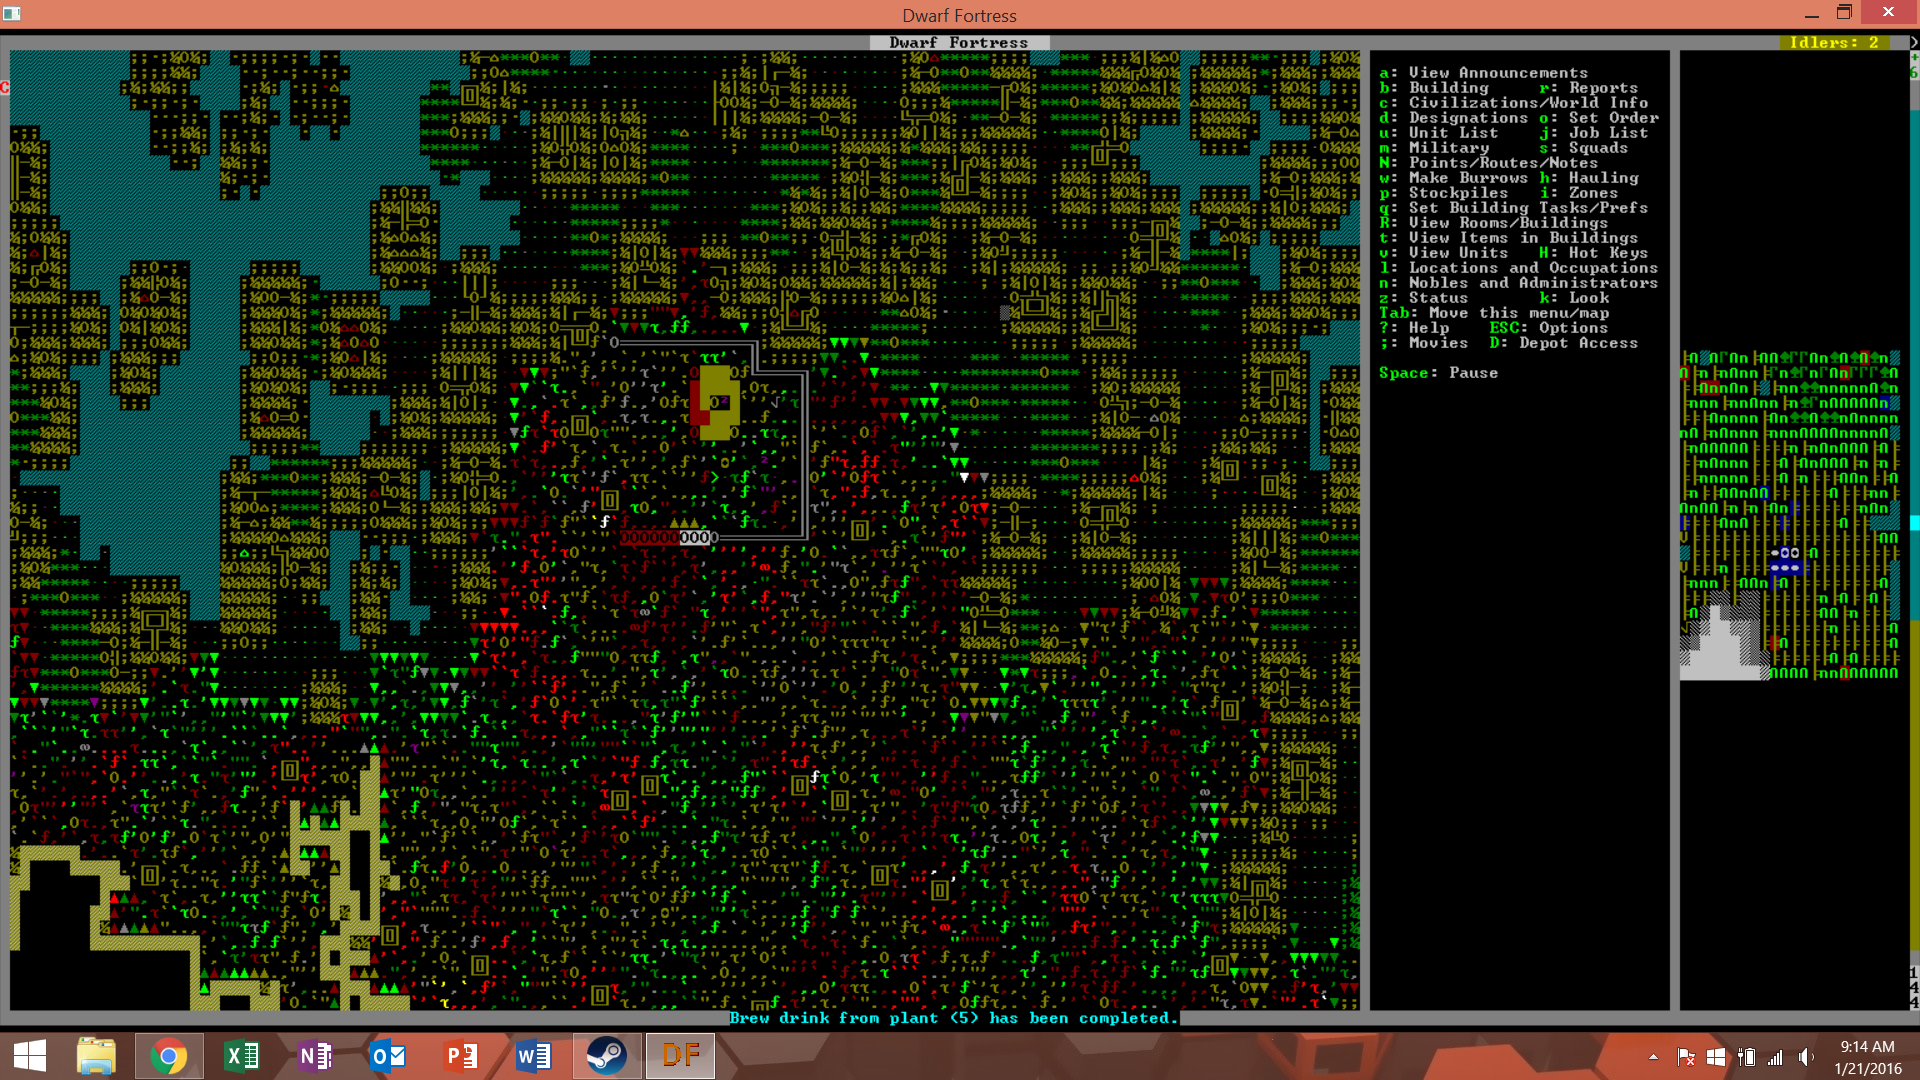 Dwarf Fortress
Dwarf Fortress
Idlers: 2
a: View Announcements
b: Building r: Reports
c: Civilizations/World Info
d: Designations o: Set Order
u: Unit List j: Job List
m: Military s: Squads
N: Points/Routes/Notes
w: Make Burrows h: Hauling
p: Stockpiles i: Zones
q: Set Building Tasks/Prefs
R: View Rooms/Buildings
t: View Items in Buildings
v: View Units H: Hot Keys
l: Locations and Occupations
n: Nobles and Administrators
z: Status k: Look
Tab: Move this menu/map
?: Help ESC: Options
;: Movies D: Depot Access
Space: Pause
Brew drink from plant (5) has been completed.
DF
9:14 AM
1/21/2016